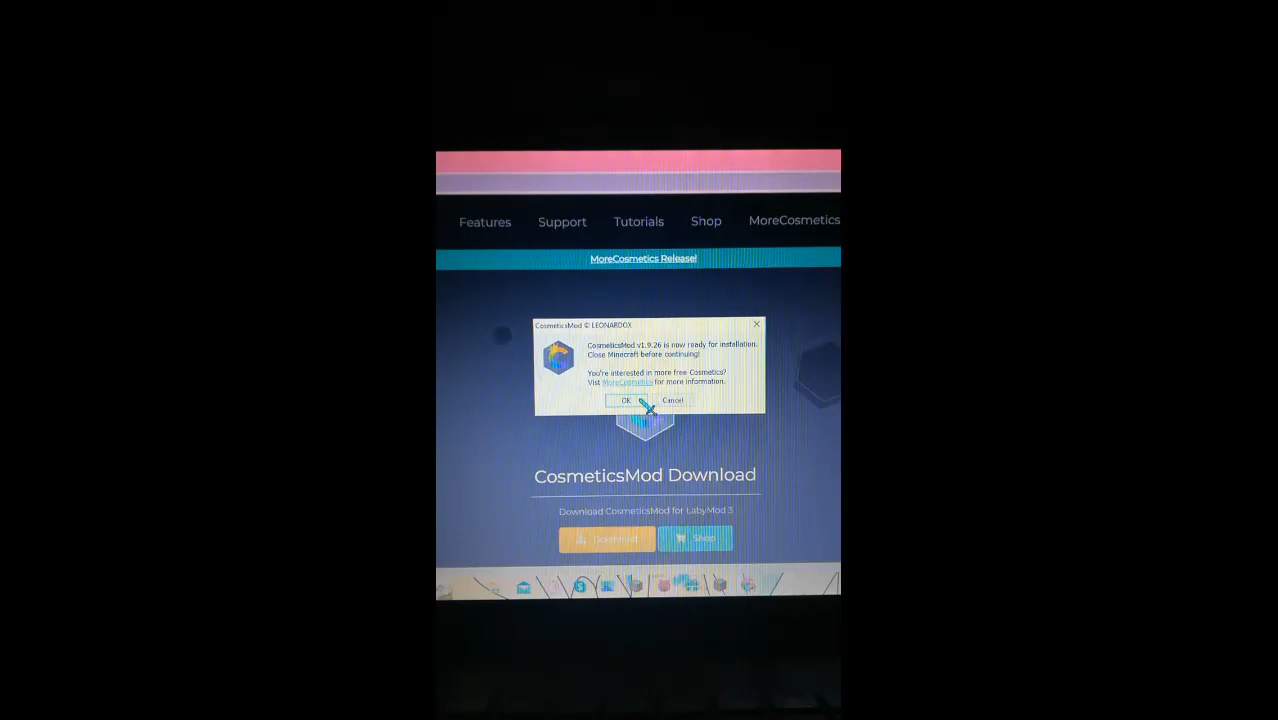 Features Support Tutorials Shop MoreCosmetics
MoreCosmetics Release!
CosmeticsMod © LEONARDOX
CosmeticsMod v1.9.26 is now ready for installation.
Close Minecraft before continuing!
You're interested in more free Cosmetics?
Vist MoreCosmetics for more information.
OK Cancel
CosmeticsMod Download
Download CosmeticsMod for LabyMod 3
Download Shop